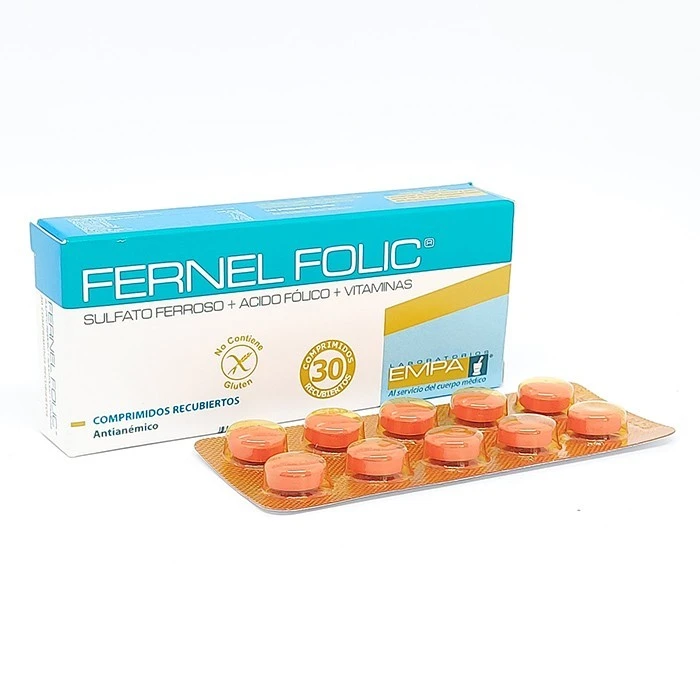 FERNEL FOLIC®
SULFATO FERROSO + ACIDO FÓLICO + VITAMINAS
No Contiene
Gluten
COMPRIMIDOS
30
RECUBIERTOS
LABORATORIOS
EMPA®
Al servicio del cuerpo médico
COMPRIMIDOS RECUBIERTOS
Antianémico
FERNEL FOLIC